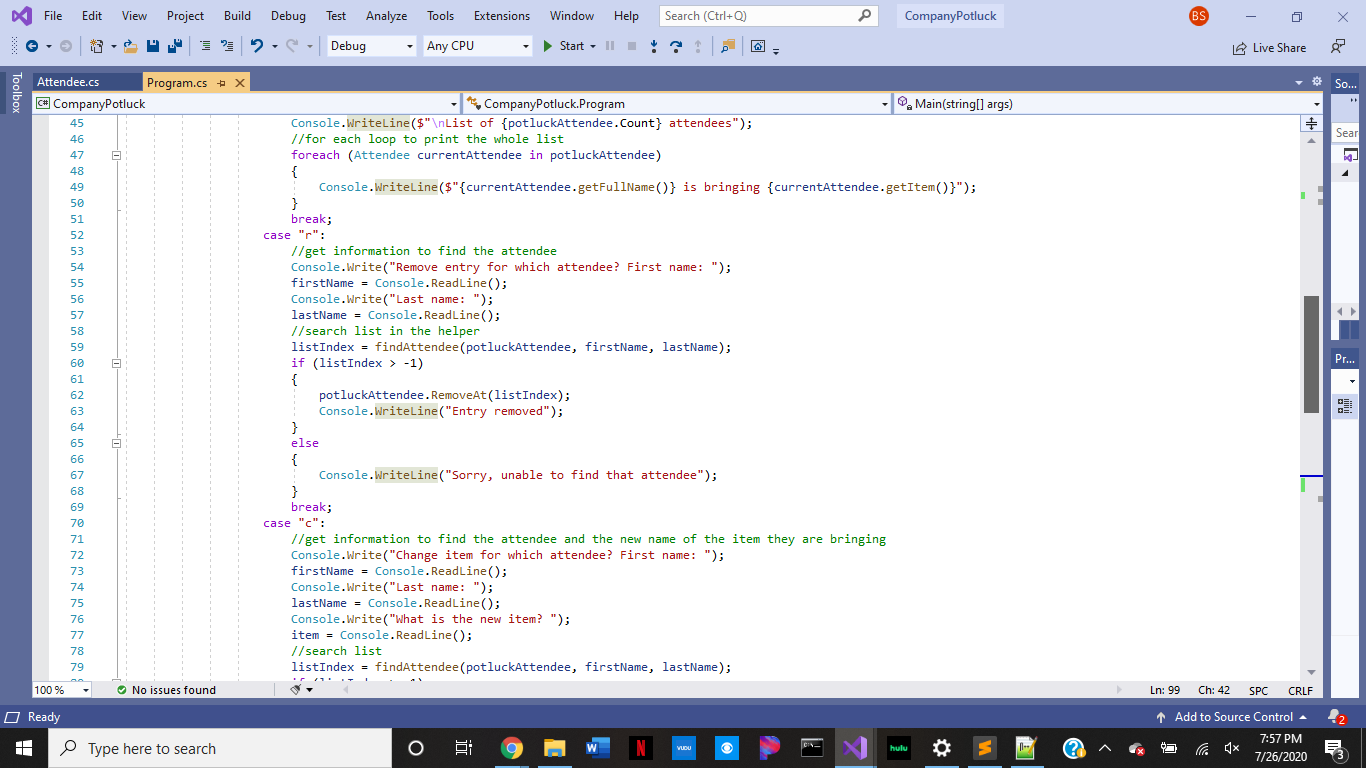 File Edit View Project Build Debug Test Analyze Tools Extensions Window Help Search (Ctrl+Q) CompanyPotluck BS
Debug Any CPU Start Live Share
Toolbox
Attendee.cs Program.cs So...
C# CompanyPotluck CompanyPotluck.Program Main(string[] args)
Sear
Pr...
45 Console.WriteLine($"\nList of {potluckAttendee.Count} attendees");
46 //for each loop to print the whole list
47 foreach (Attendee currentAttendee in potluckAttendee)
48 {
49 Console.WriteLine($"{currentAttendee.getFullName()} is bringing {currentAttendee.getItem()}");
50 }
51 break;
52 case "r":
53 //get information to find the attendee
54 Console.Write("Remove entry for which attendee? First name: ");
55 firstName = Console.ReadLine();
56 Console.Write("Last name: ");
57 lastName = Console.ReadLine();
58 //search list in the helper
59 listIndex = findAttendee(potluckAttendee, firstName, lastName);
60 if (listIndex > -1)
61 {
62 potluckAttendee.RemoveAt(listIndex);
63 Console.WriteLine("Entry removed");
64 }
65 else
66 {
67 Console.WriteLine("Sorry, unable to find that attendee");
68 }
69 break;
70 case "c":
71 //get information to find the attendee and the new name of the item they are bringing
72 Console.Write("Change item for which attendee? First name: ");
73 firstName = Console.ReadLine();
74 Console.Write("Last name: ");
75 lastName = Console.ReadLine();
76 Console.Write("What is the new item? ");
77 item = Console.ReadLine();
78 //search list
79 listIndex = findAttendee(potluckAttendee, firstName, lastName);
100 % No issues found Ln: 99 Ch: 42 SPC CRLF
Ready Add to Source Control 2
Type here to search W N VUDU hulu 7:57 PM
7/26/2020 3